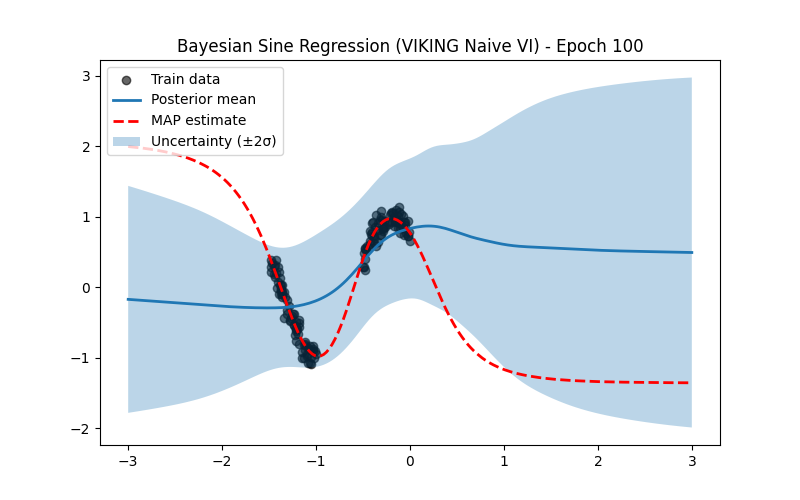 Bayesian Sine Regression (VIKING Naive VI) - Epoch 100
Train data
Posterior mean
MAP estimate
Uncertainty (±2σ)
3
2
1
0
−1
−2
−3
−2
−1
0
1
2
3